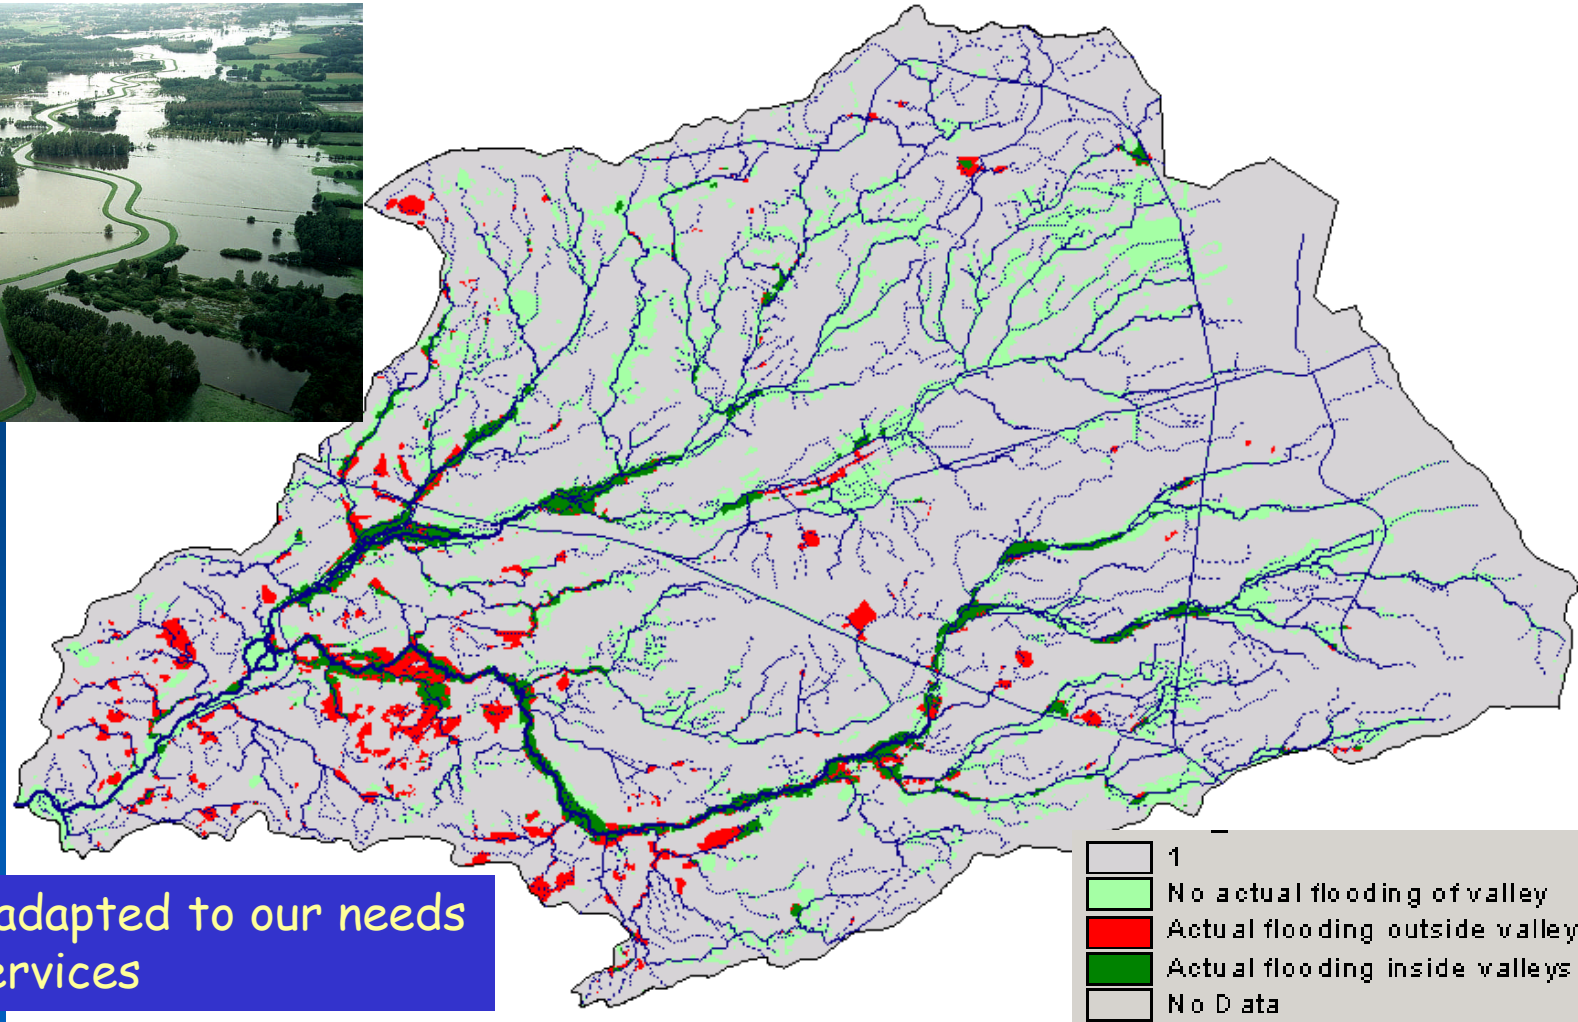 1
No actual flooding of valley
Actual flooding outside valley
Actual flooding inside valleys
No Data
adapted to our needs
ervices